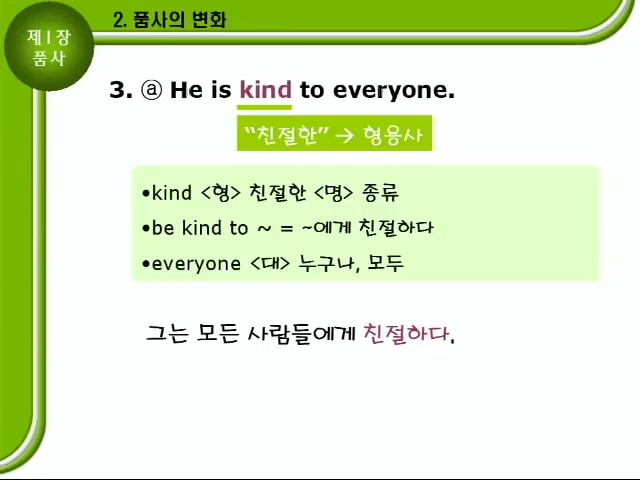 제 I 장
품사
2. 품사의 변화
3. ⓐ He is kind to everyone.
“친절한” → 형용사
•kind <형> 친절한 <명> 종류
•be kind to ~ = ~에게 친절하다
•everyone <대> 누구나, 모두
그는 모든 사람들에게 친절하다.